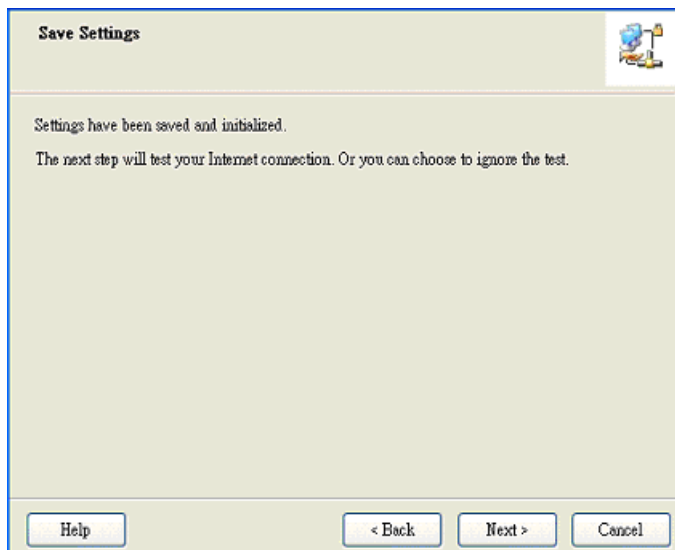 Save Settings
Settings have been saved and initialized.
The next step will test your Internet connection. Or you can choose to ignore the test.
Help
< Back
Next >
Cancel